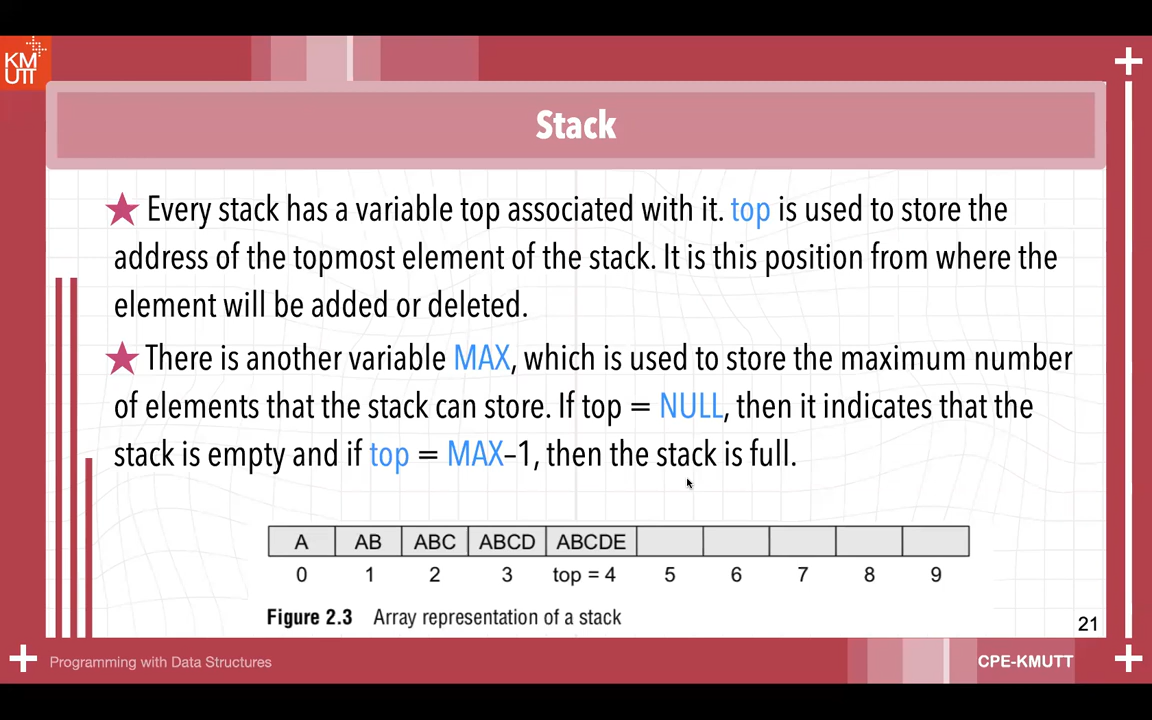 KM
UTT
Stack
★ Every stack has a variable top associated with it. top is used to store the
address of the topmost element of the stack. It is this position from where the
element will be added or deleted.
★ There is another variable MAX, which is used to store the maximum number
of elements that the stack can store. If top = NULL, then it indicates that the
stack is empty and if top = MAX–1, then the stack is full.
A AB ABC ABCD ABCDE
0 1 2 3 top = 4 5 6 7 8 9
Figure 2.3 Array representation of a stack
21
Programming with Data Structures
CPE-KMUTT